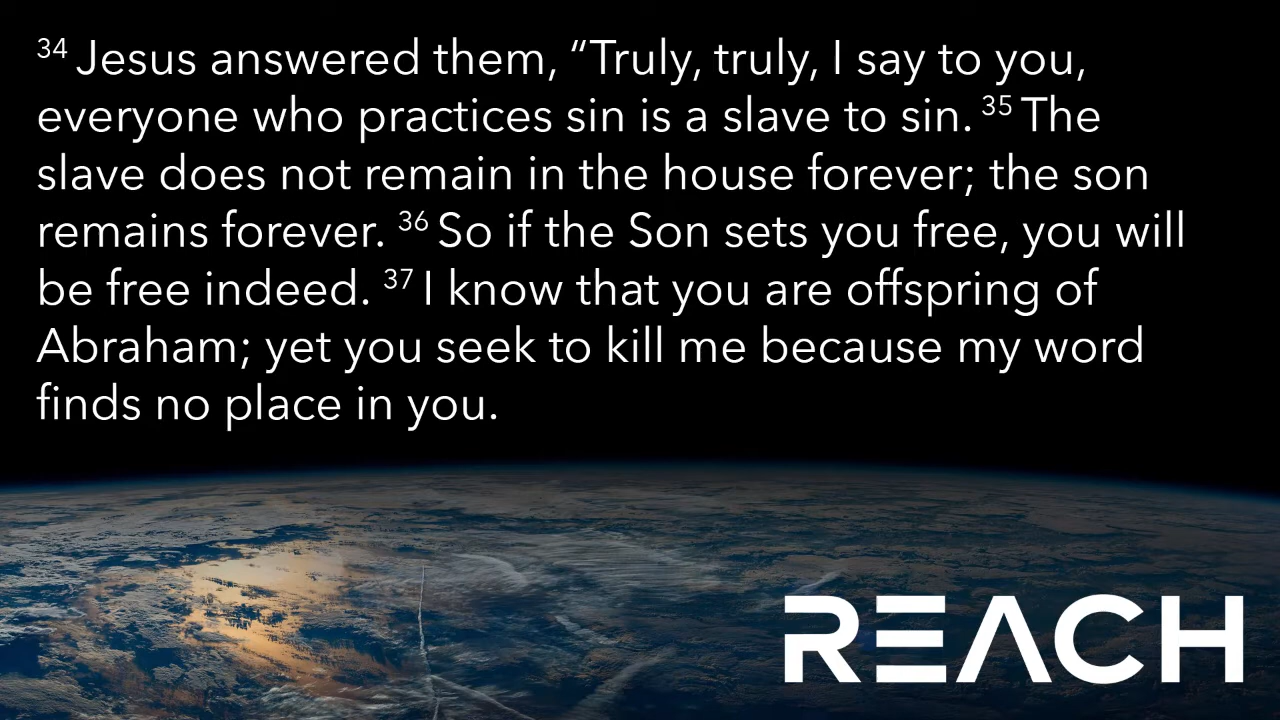 34 Jesus answered them, “Truly, truly, I say to you,
everyone who practices sin is a slave to sin. 35 The
slave does not remain in the house forever; the son
remains forever. 36 So if the Son sets you free, you will
be free indeed. 37 I know that you are offspring of
Abraham; yet you seek to kill me because my word
finds no place in you.
REACH